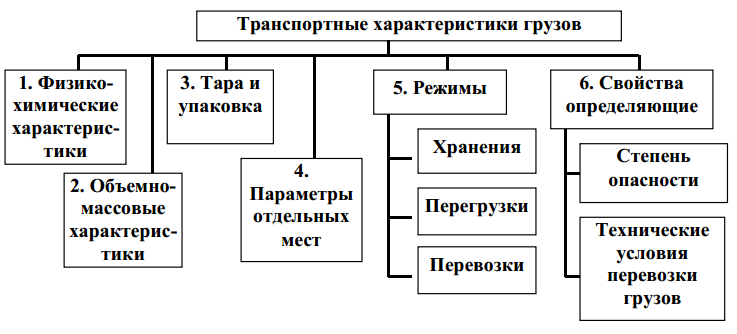 Транспортные характеристики грузов
1. Физико-
химические
характерис-
тики
2. Объемно-
массовые
характерис-
тики
3. Тара и
упаковка
4.
Параметры
отдельных
мест
5. Режимы
Хранения
Перегрузки
Перевозки
6. Свойства
определяющие
Степень
опасности
Технические
условия
перевозки
грузов